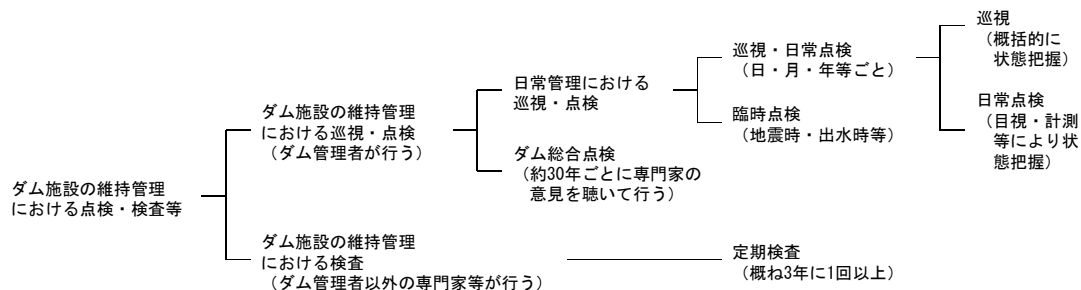 ダム施設の維持管理
における点検・検査等
ダム施設の維持管理
における巡視・点検
（ダム管理者が行う）
日常管理における
巡視・点検
巡視・日常点検
（日・月・年等ごと）
巡視
（概括的に
状態把握）
日常点検
（目視・計測
等により状
態把握）
臨時点検
（地震時・出水時等）
ダム総合点検
（約30年ごとに専門家の
意見を聴いて行う）
ダム施設の維持管理
における検査
（ダム管理者以外の専門家等が行う）
定期検査
（概ね3年に1回以上）